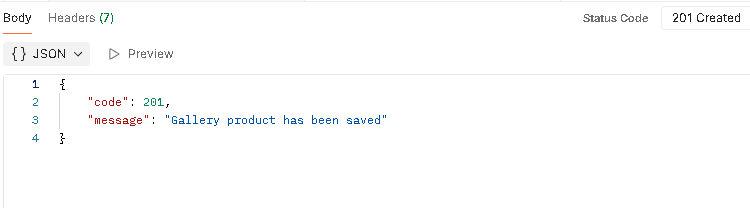 Body Headers (7) Status Code 201 Created
{} JSON Preview
1 {
2 "code": 201,
3 "message": "Gallery product has been saved"
4 }